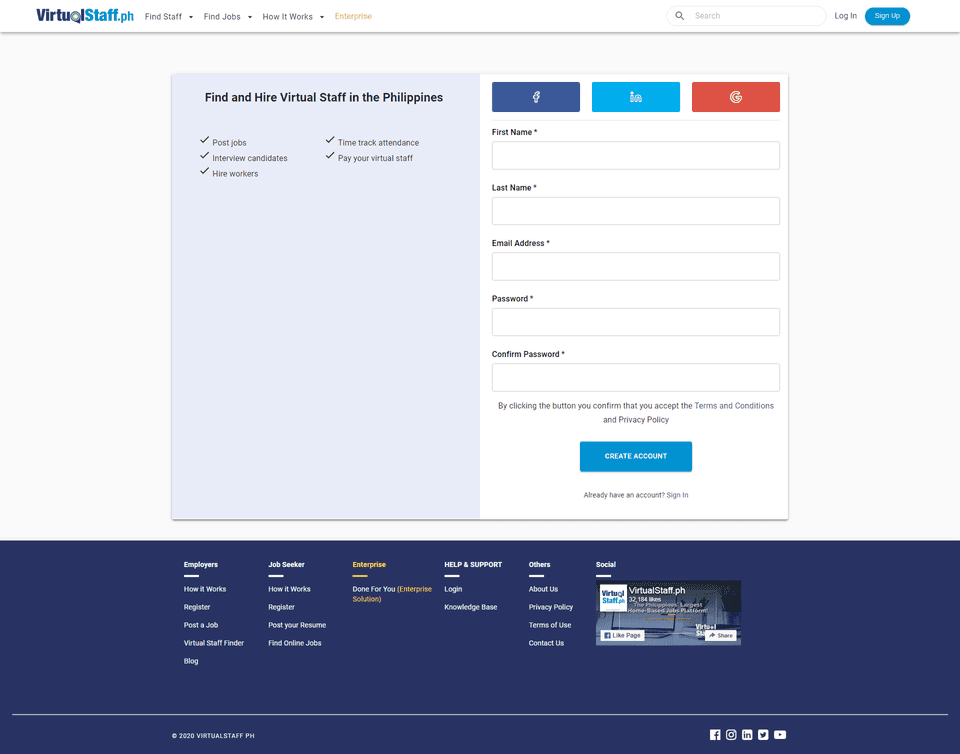 VirtualStaff.ph
Find Staff
Find Jobs
How It Works
Enterprise
Search
Log In
Sign Up
Find and Hire Virtual Staff in the Philippines
Post jobs
Interview candidates
Hire workers
Time track attendance
Pay your virtual staff
First Name *
Last Name *
Email Address *
Password *
Confirm Password *
By clicking the button you confirm that you accept the Terms and Conditions
and Privacy Policy
CREATE ACCOUNT
Already have an account? Sign In
Employers
How it Works
Register
Post a Job
Virtual Staff Finder
Blog
Job Seeker
How it Works
Register
Post your Resume
Find Online Jobs
Enterprise
Done For You (Enterprise
Solution)
HELP & SUPPORT
Login
Knowledge Base
Others
About Us
Privacy Policy
Terms of Use
Contact Us
Social
Virtual
Staff.ph
VirtualStaff.ph
32,184 likes
The Philippines' Largest
Home-Based Jobs Platform!
Like Page
Share
© 2020 VIRTUALSTAFF PH